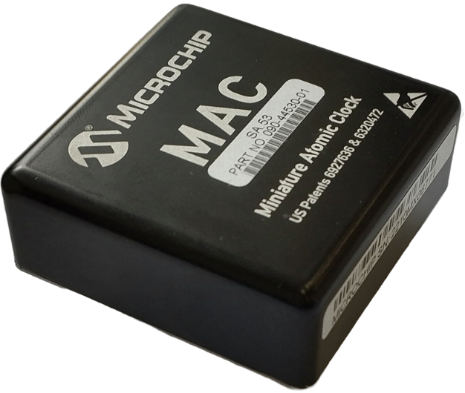 MICROCHIP
MAC
SA.53
PART NO 090-44530-01
Miniature Atomic Clock
US Patents 6927636 & 6320472